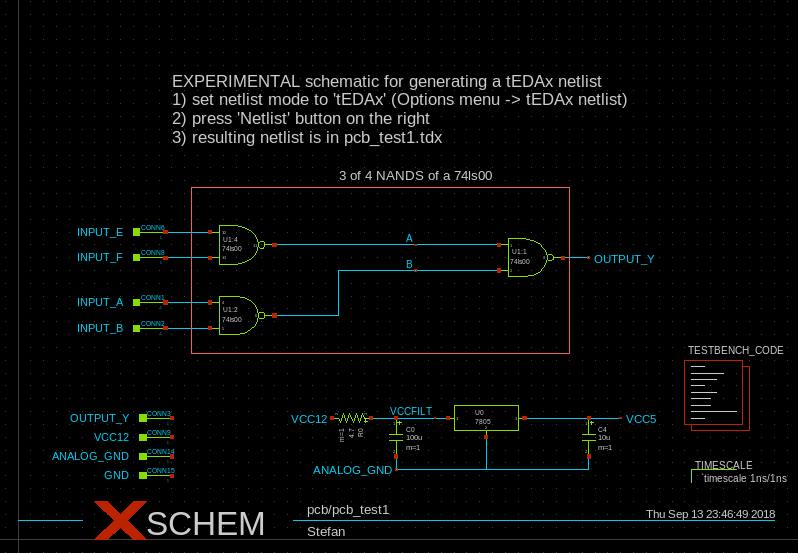 EXPERIMENTAL schematic for generating a tEDAx netlist
1) set netlist mode to 'tEDAx' (Options menu -> tEDAx netlist)
2) press 'Netlist' button on the right
3) resulting netlist is in pcb_test1.tdx
3 of 4 NANDS of a 74ls00
INPUT_E CONN6
INPUT_F CONN8
U1:4
74ls00
A
B
U1:1
74ls00
OUTPUT_Y
INPUT_A CONN1
INPUT_B CONN2
U1:2
74ls00
TESTBENCH_CODE
OUTPUT_Y CONN3
VCC12 CONN9
ANALOG_GND CONN14
GND CONN15
VCC12
m=1
4.7
R0
VCCFILT
C0
100u
m=1
U0
7805
C4
10u
m=1
VCC5
ANALOG_GND
TIMESCALE
`timescale 1ns/1ns
XSCHEM
pcb/pcb_test1
Stefan
Thu Sep 13 23:46:49 2018